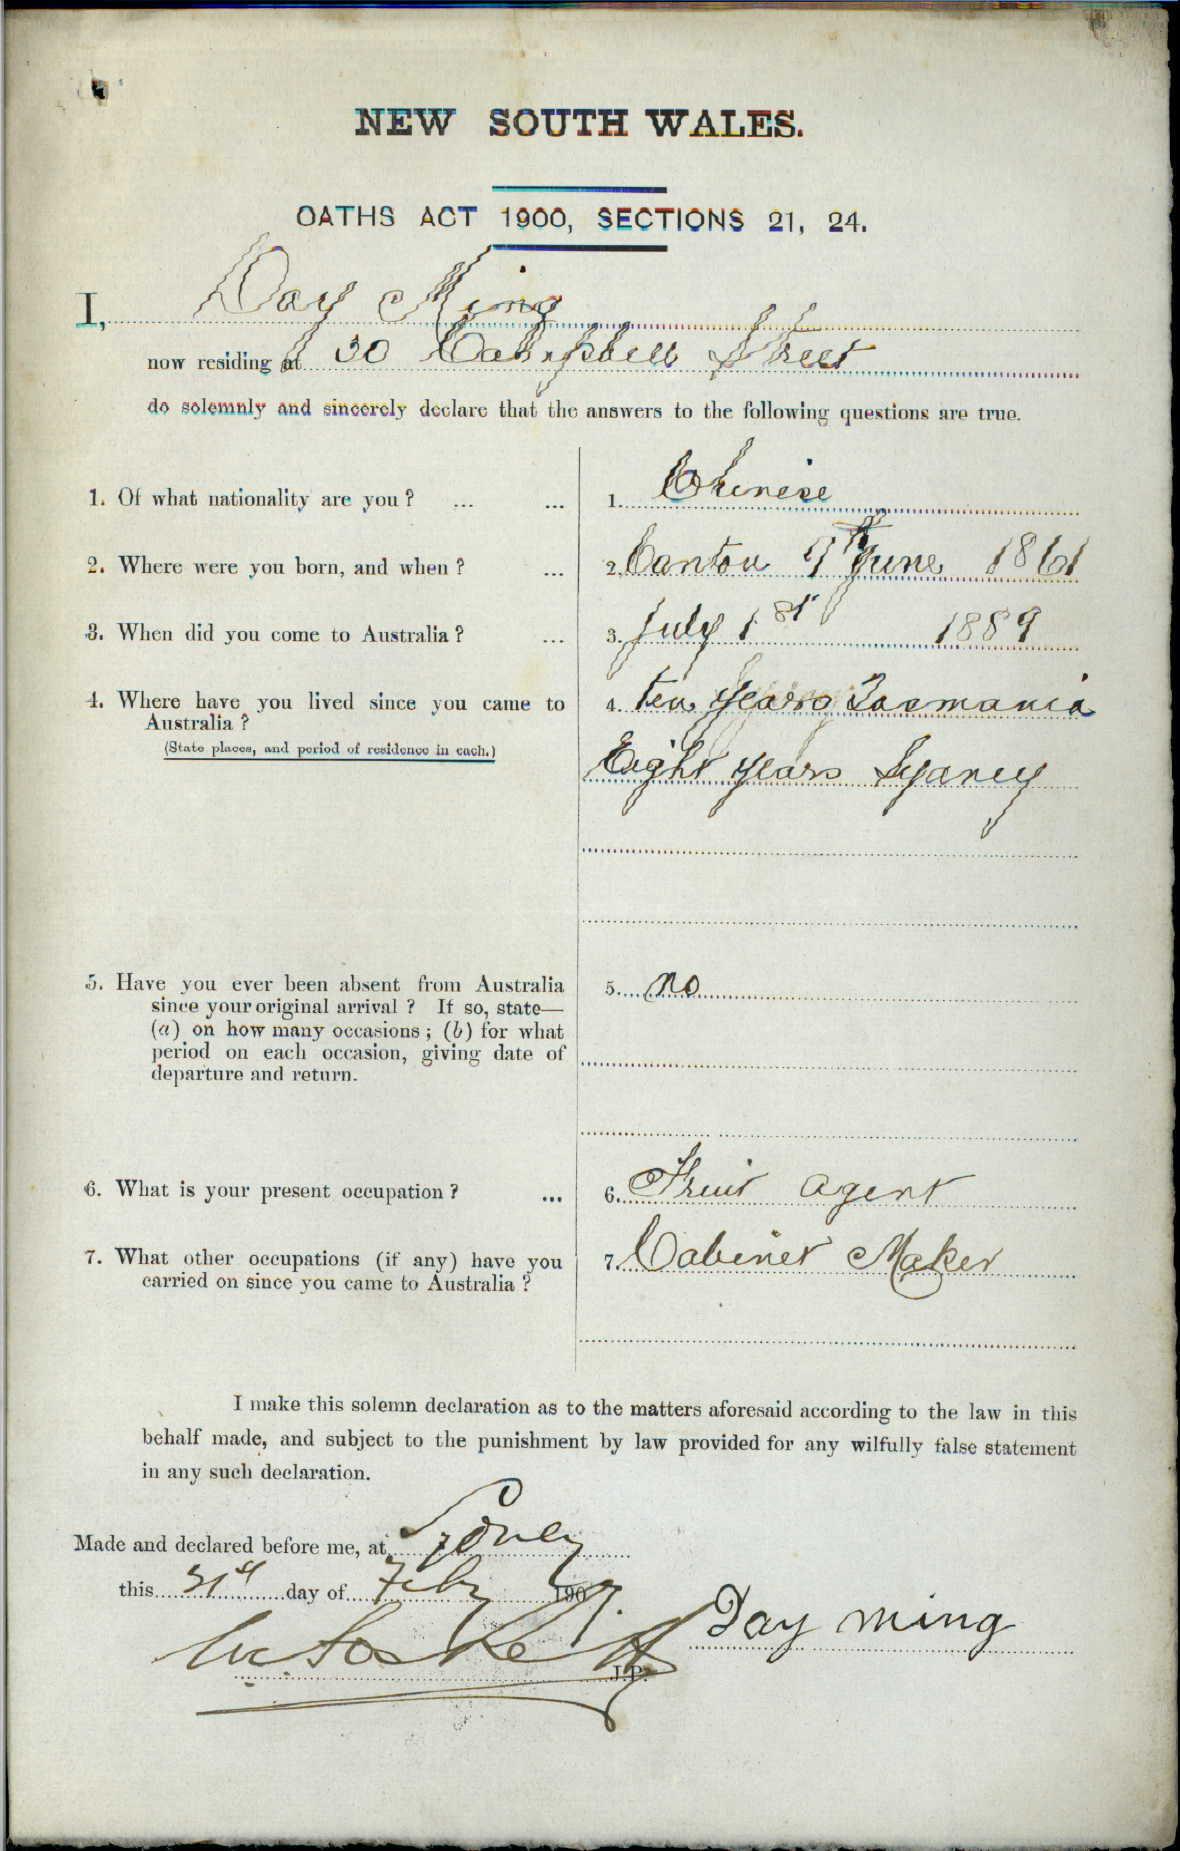 NEW SOUTH WALES.
OATHS ACT 1900, SECTIONS 21, 24.
I, Day Ming
now residing at 30 Campbell Street
do solemnly and sincerely declare that the answers to the following questions are true.
1. Of what nationality are you ? ... ... 1. Chinese
2. Where were you born, and when ? ... 2. Canton 9th June 1861
3. When did you come to Australia ? ... 3. July 1st 1889
4. Where have you lived since you came to 4. ten years Tasmania
Australia ?
(State places, and period of residence in each.)
Eight years Sydney
5. Have you ever been absent from Australia 5. no
since your original arrival ? If so, state—
(a) on how many occasions ; (b) for what
period on each occasion, giving date of
departure and return.
6. What is your present occupation ? ... 6. Fruit agent
7. What other occupations (if any) have you 7. Cabinet Maker
carried on since you came to Australia ?
I make this solemn declaration as to the matters aforesaid according to the law in this
behalf made, and subject to the punishment by law provided for any wilfully false statement
in any such declaration.
Made and declared before me, at Sydney
this 21st day of Feby 1907.
Day ming
J.P.